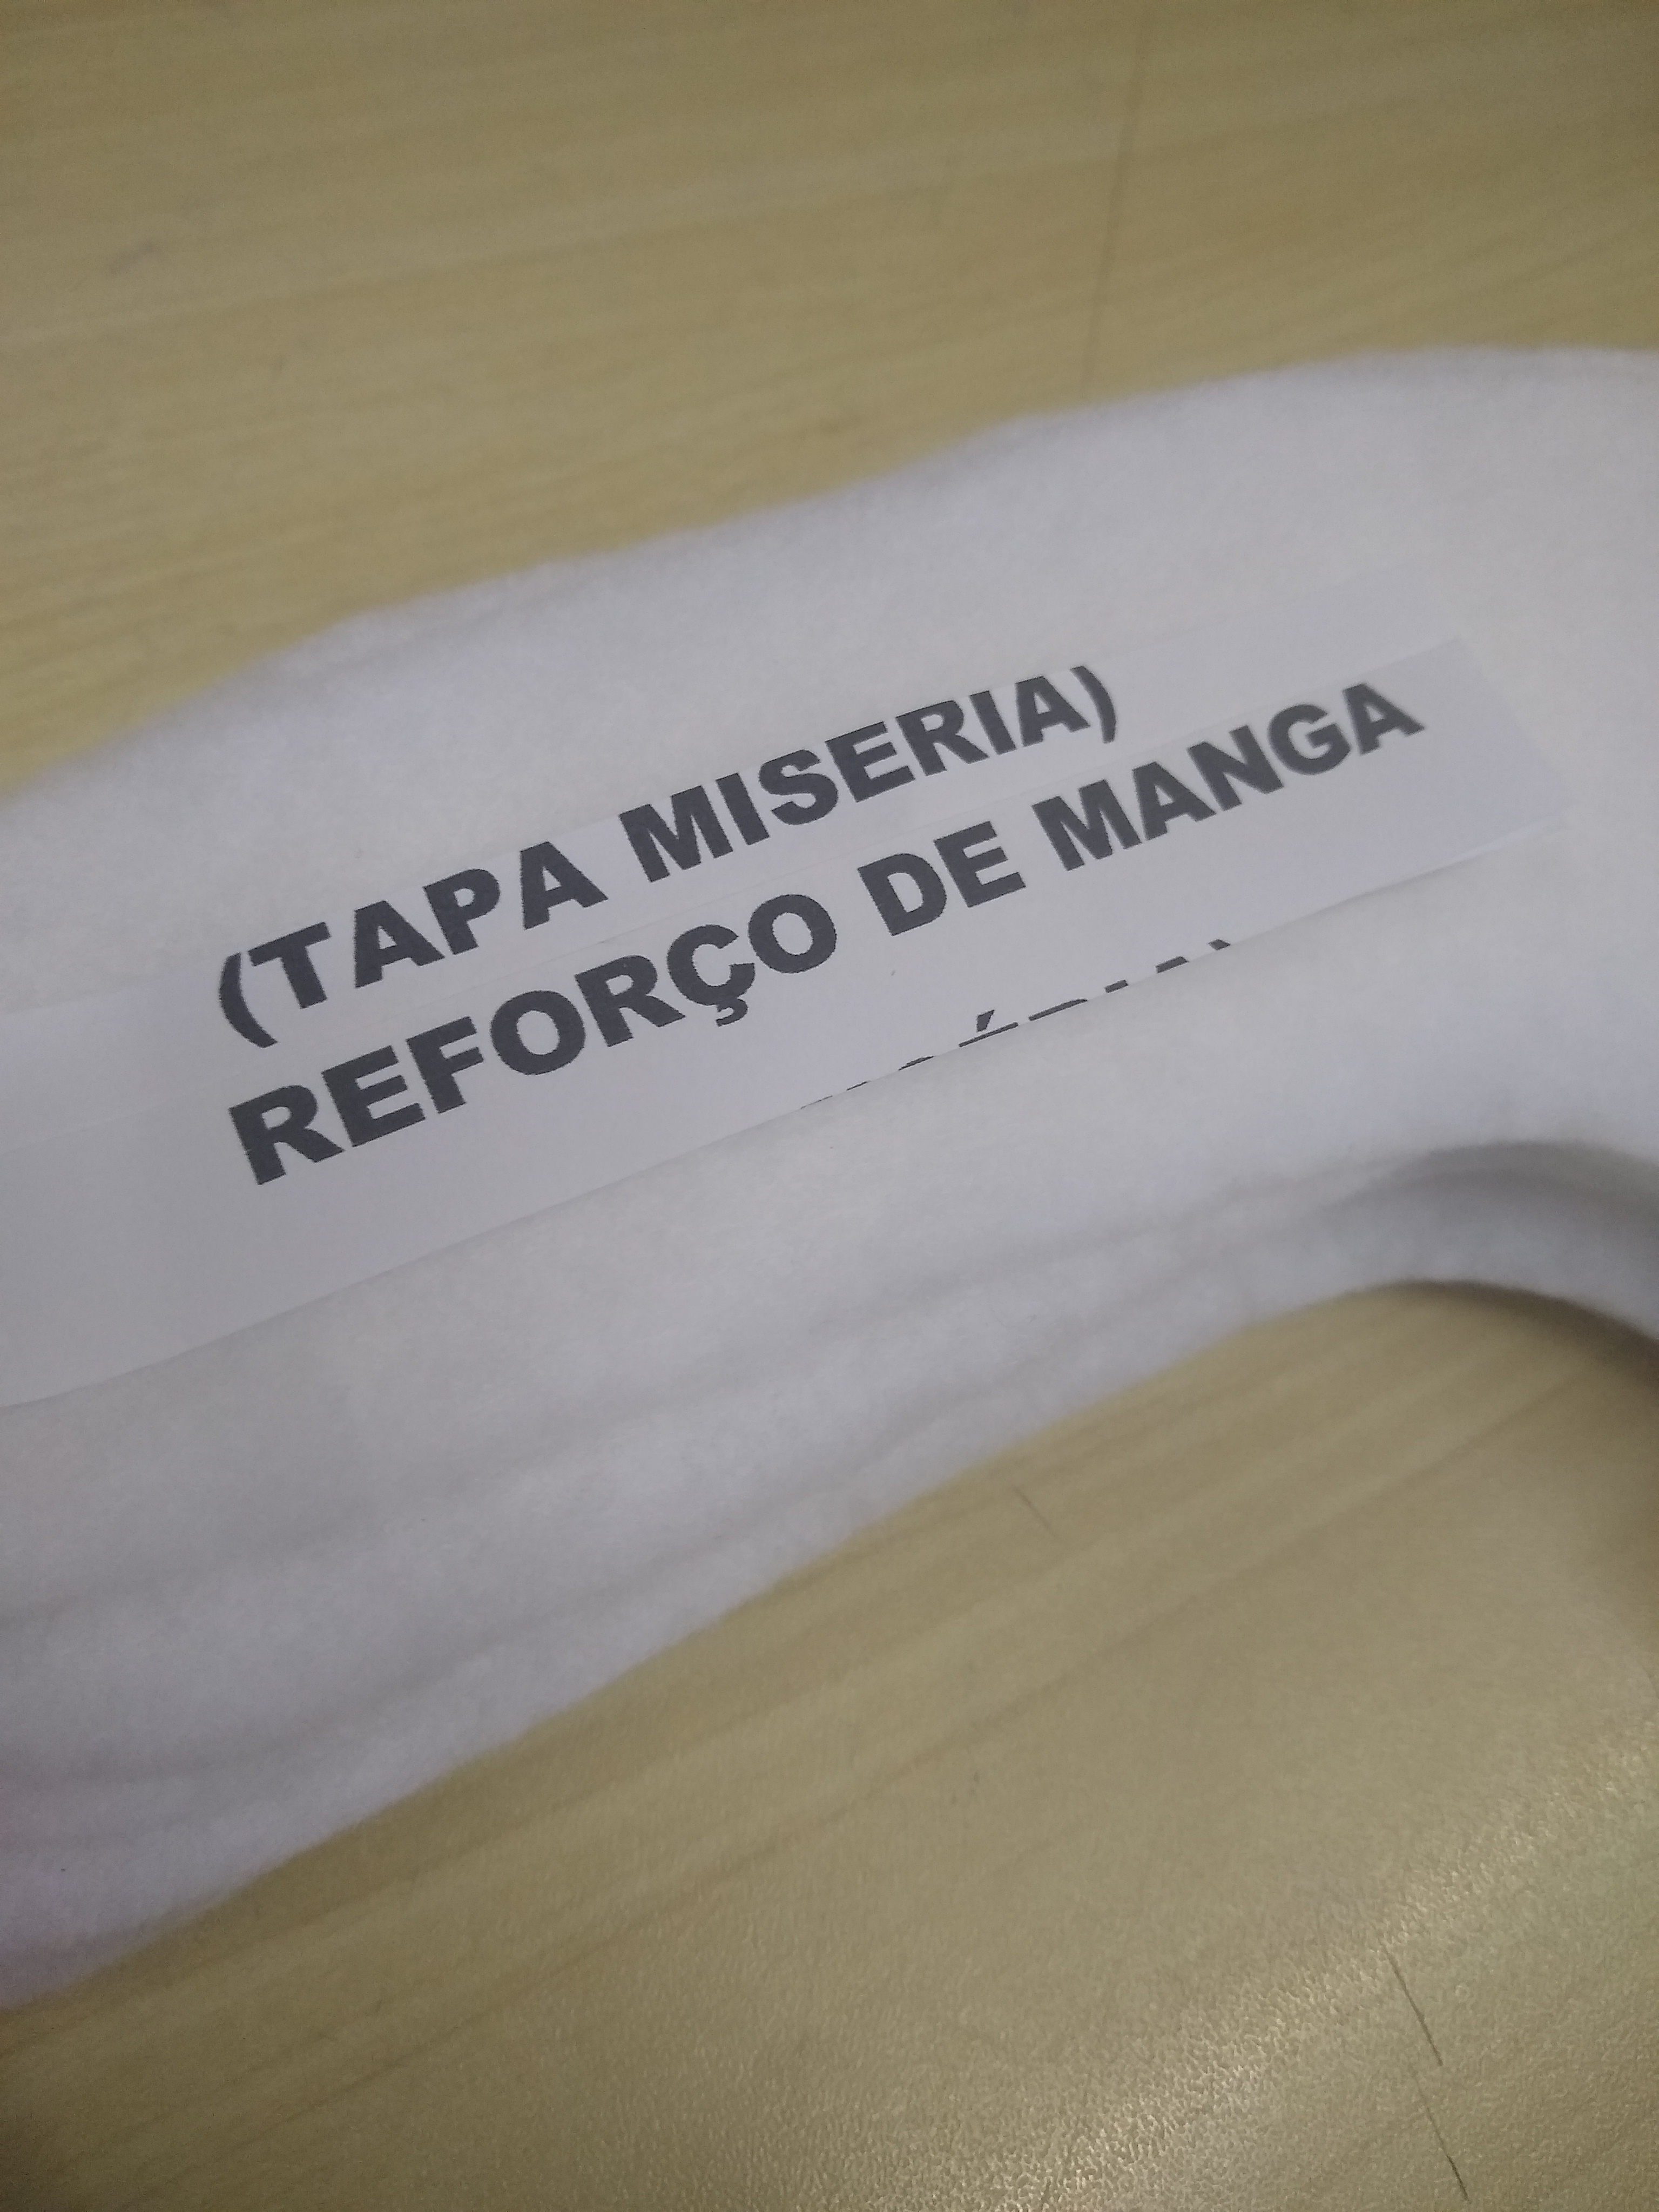 (TAPA MISERIA)
REFORÇO DE MANGA